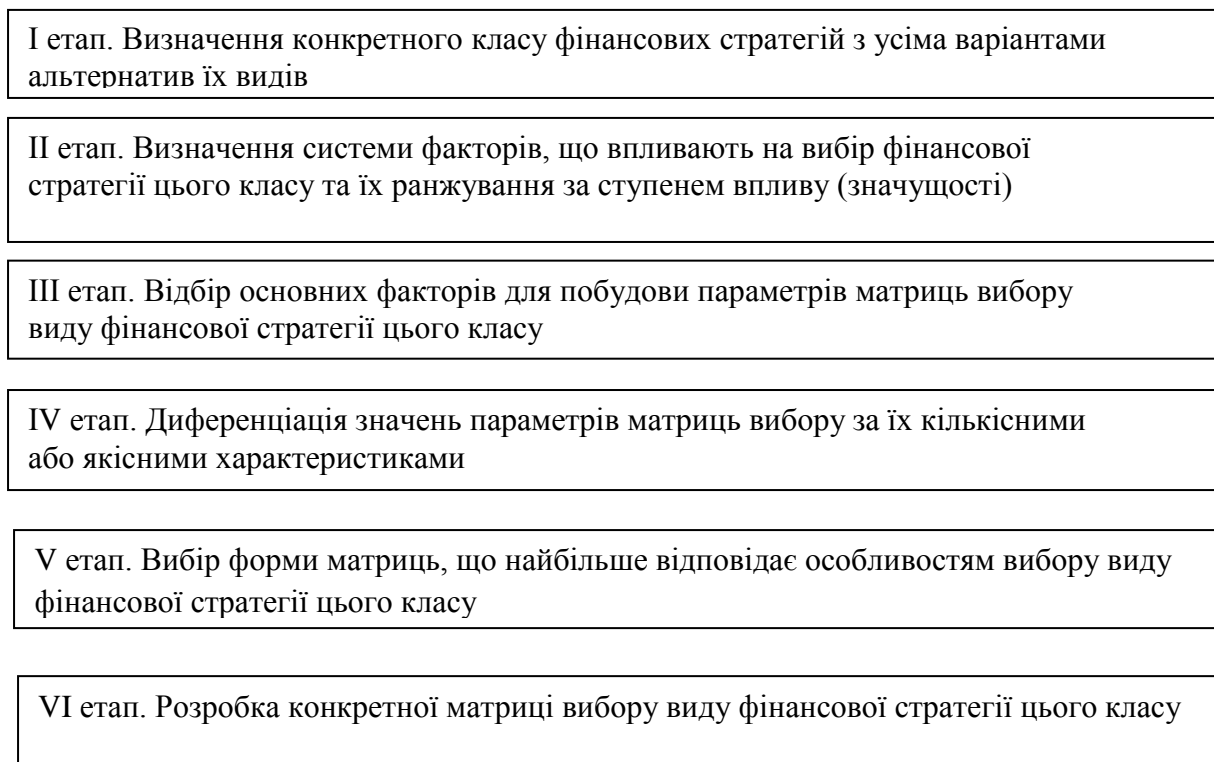 I етап. Визначення конкретного класу фінансових стратегій з усіма варіантами
альтернатив їх видів
II етап. Визначення системи факторів, що впливають на вибір фінансової
стратегії цього класу та їх ранжування за ступенем впливу (значущості)
III етап. Відбір основних факторів для побудови параметрів матриць вибору
виду фінансової стратегії цього класу
IV етап. Диференціація значень параметрів матриць вибору за їх кількісними
або якісними характеристиками
V етап. Вибір форми матриць, що найбільше відповідає особливостям вибору виду
фінансової стратегії цього класу
VI етап. Розробка конкретної матриці вибору виду фінансової стратегії цього класу